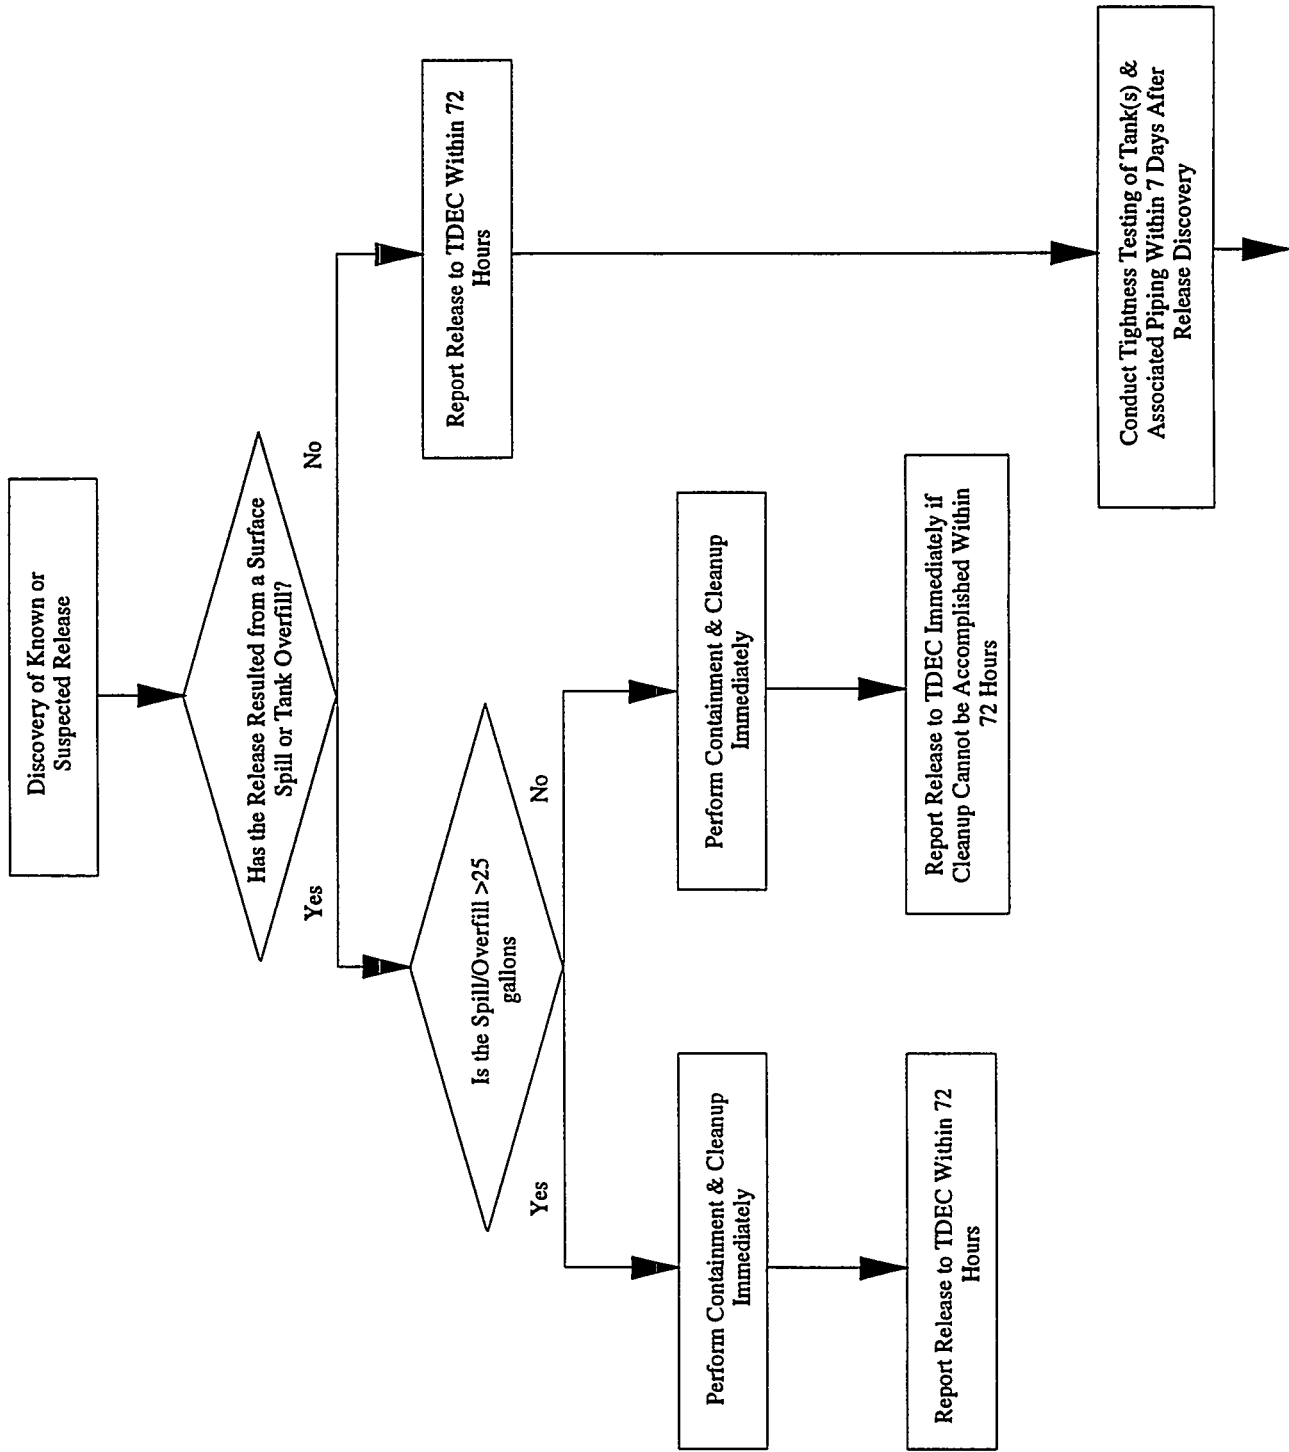 Discovery of Known or
Suspected Release
Has the Release Resulted from a Surface
Spill or Tank Overfill?
Yes
No
Is the Spill/Overfill >25
gallons
Report Release to TDEC Within 72
Hours
Yes
No
Perform Containment & Cleanup
Immediately
Perform Containment & Cleanup
Immediately
Report Release to TDEC Within 72
Hours
Report Release to TDEC Immediately if
Cleanup Cannot be Accomplished Within
72 Hours
Conduct Tightness Testing of Tank(s) &
Associated Piping Within 7 Days After
Release Discovery